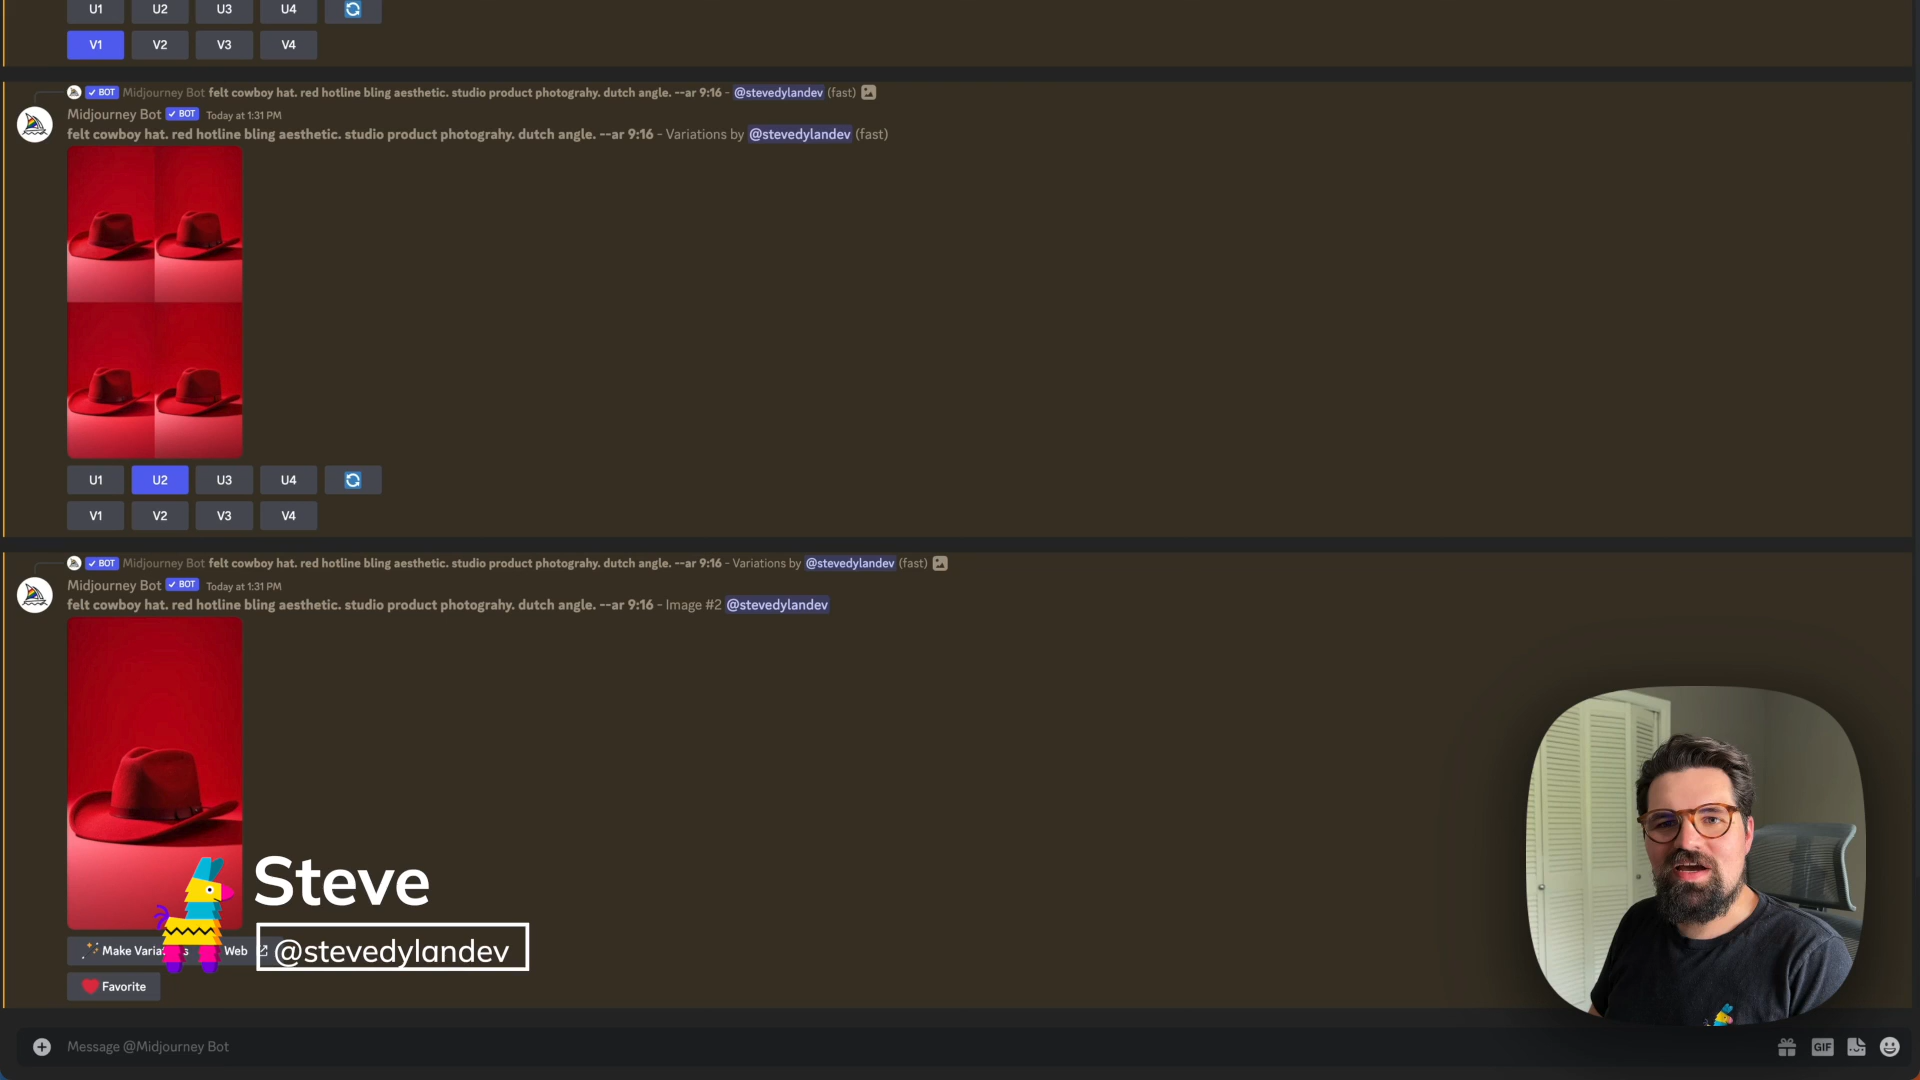 U1 U2 U3 U4
V1 V2 V3 V4
BOT Midjourney Bot felt cowboy hat. red hotline bling aesthetic. studio product photograhy. dutch angle. --ar 9:16 - @stevedylandev (fast)
Midjourney Bot BOT Today at 1:31 PM
felt cowboy hat. red hotline bling aesthetic. studio product photograhy. dutch angle. --ar 9:16 - Variations by @stevedylandev (fast)
U1 U2 U3 U4
V1 V2 V3 V4
BOT Midjourney Bot felt cowboy hat. red hotline bling aesthetic. studio product photograhy. dutch angle. --ar 9:16 - Variations by @stevedylandev (fast)
Midjourney Bot BOT Today at 1:31 PM
felt cowboy hat. red hotline bling aesthetic. studio product photograhy. dutch angle. --ar 9:16 - Image #2 @stevedylandev
Steve
Make Web @stevedylandev
Favorite
Message @Midjourney Bot GIF